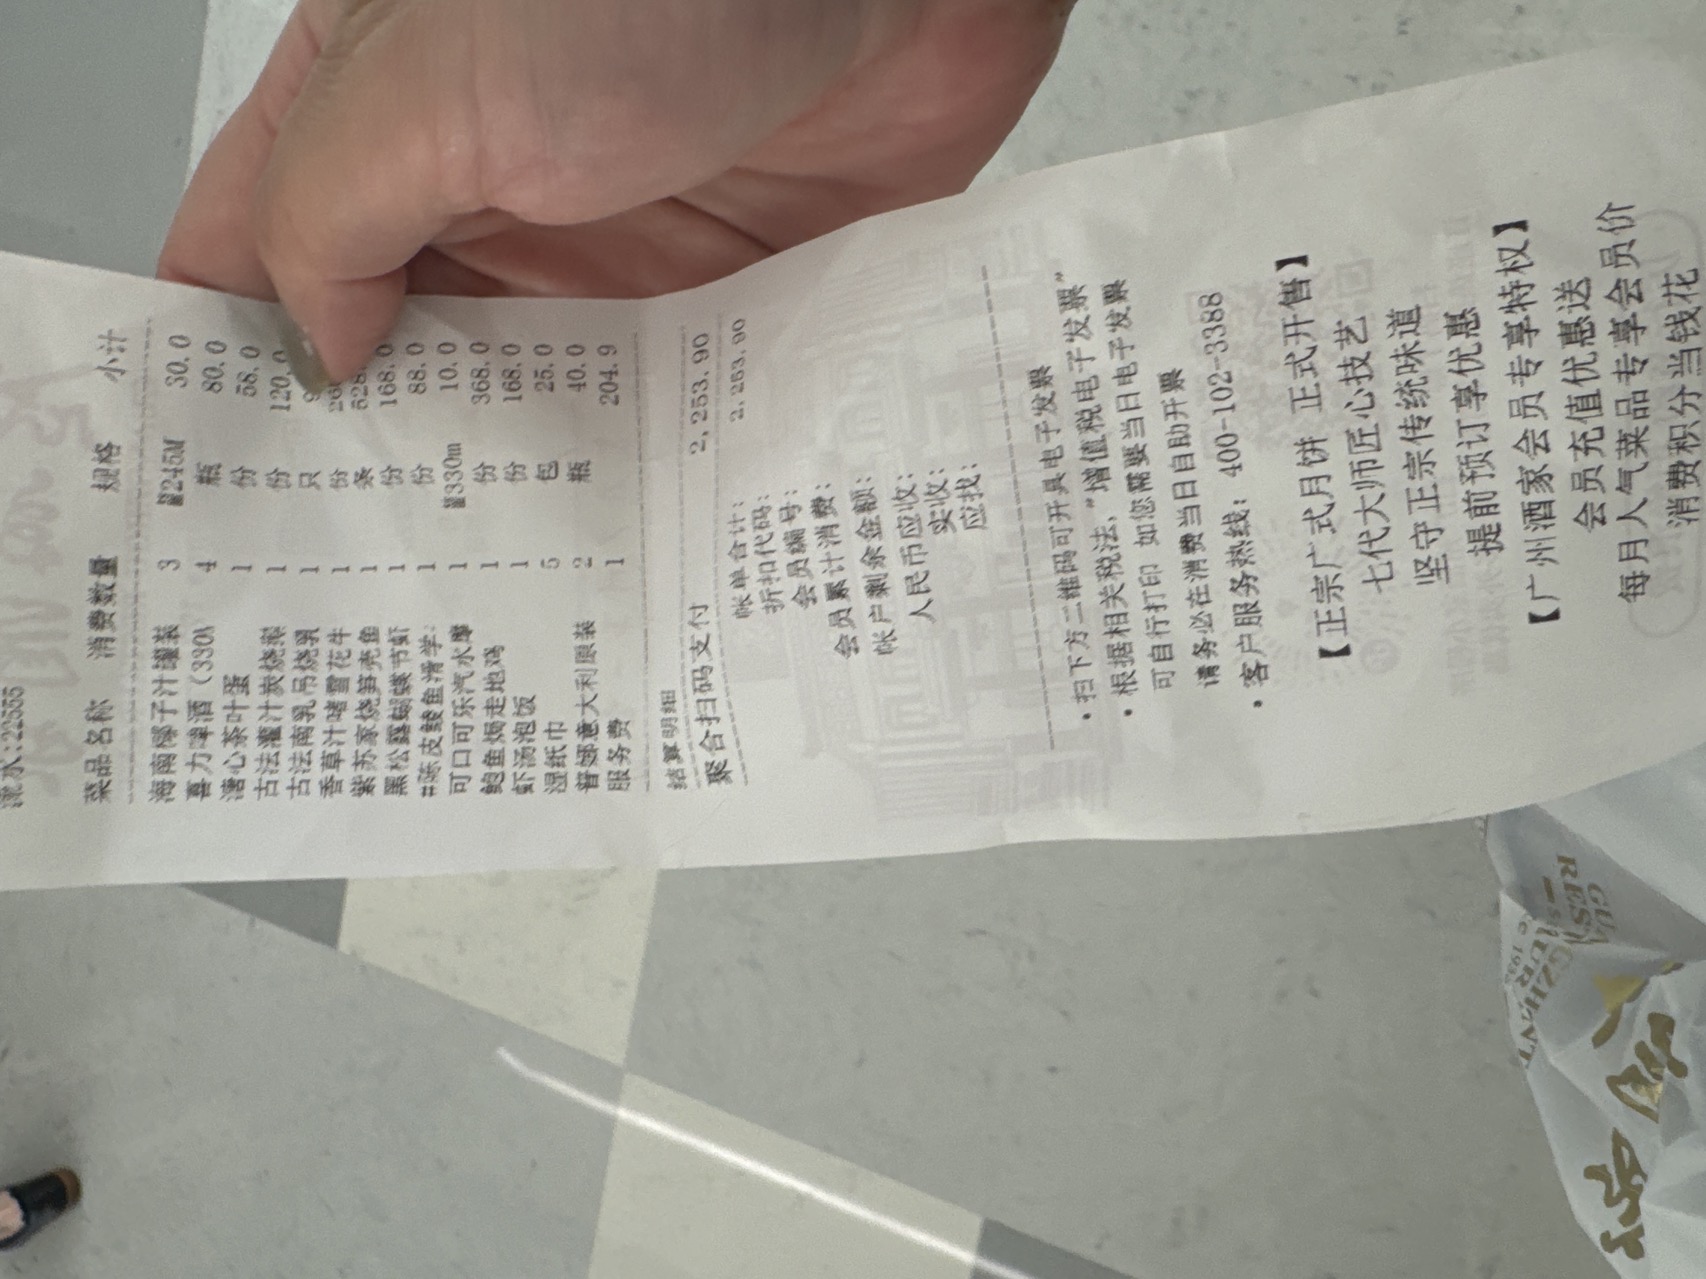 流水:2555
菜品名称 消费数量 规格 小计
海南椰子汁罐装 3 罐245M 30.0
喜力啤酒(330M 4 瓶 80.0
溏心茶叶蛋 1 份 58.0
古法灌汁炭烧 1 份 120.0
古法南乳吊烧乳 1 只
香草汁啫雪花牛 1 份
紫苏家烧笋壳鱼 1 条 528.
黑松露蝴蝶节虾 1 份 168.0
#陈皮鲮鱼滑学: 1 份 88.0
可口可乐汽水摩 1 罐330m 10.0
鲍鱼焗走地鸡 1 份 368.0
虾汤泡饭 1 份 168.0
湿纸巾 5 包 25.0
普娜意大利原装 2 瓶 40.0
服务费 1 204.9
结算明细
聚合扫码支付 2,253.90
帐单合计: 2,253.90
折扣代码:
会员编号:
会员累计消费:
帐户剩余金额:
人民币应收:
实收:
应找:
·扫下方二维码可开具电子发票
·根据相关税法,"增值税电子发票"
可自行打印 如您需要当日电子发票
请务必在消费当日自助开票
·客户服务热线: 400-102-3388
【正宗广式月饼 正式开售】
七代大师匠心技艺
坚守正宗传统味道
提前预订享优惠
【广州酒家会员专享特权】
会员充值优惠送
每月人气菜品专享会员价
消费积分当钱花